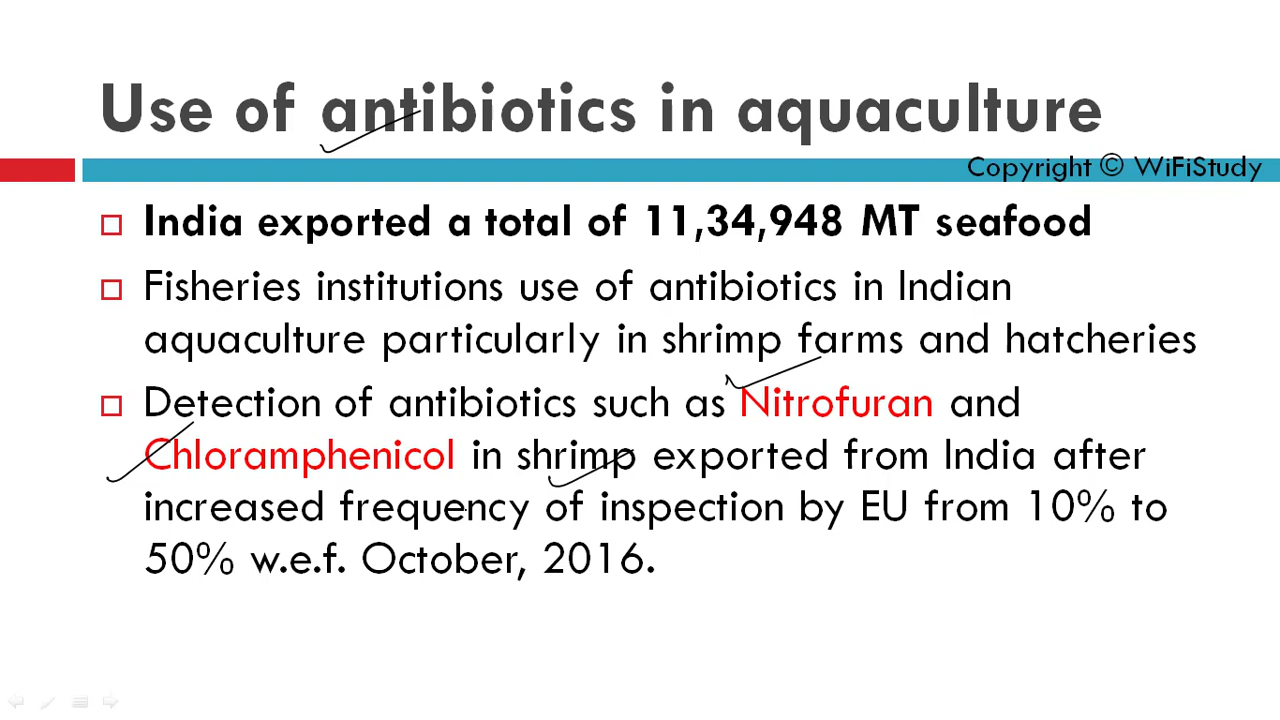 Use of antibiotics in aquaculture
Copyright © WiFiStudy
India exported a total of 11,34,948 MT seafood
Fisheries institutions use of antibiotics in Indian
aquaculture particularly in shrimp farms and hatcheries
Detection of antibiotics such as Nitrofuran and
Chloramphenicol in shrimp exported from India after
increased frequency of inspection by EU from 10% to
50% w.e.f. October, 2016.